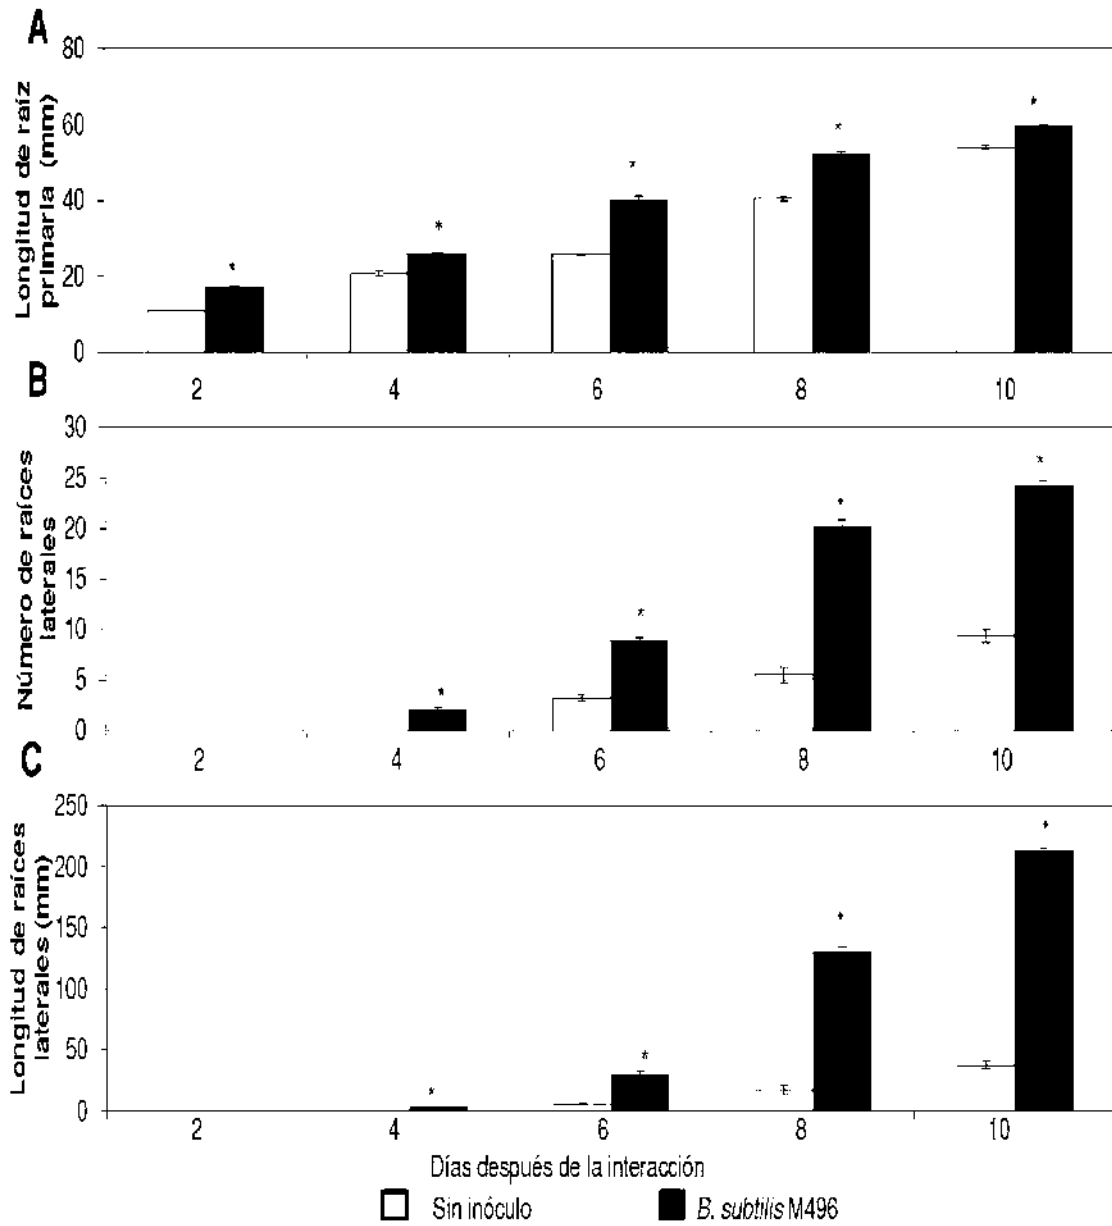 A
Longitud de raíz
primaria (mm)
80
60
40
20
0
* * * * *
2 4 6 8 10
B
Número de raíces
laterales
30
25
20
15
10
5
0
* * * *
2 4 6 8 10
C
Longitud de raíces
laterales (mm)
250
200
150
100
50
0
* * * *
2 4 6 8 10
Días después de la interacción
Sin inóculo
B. subtilis M496